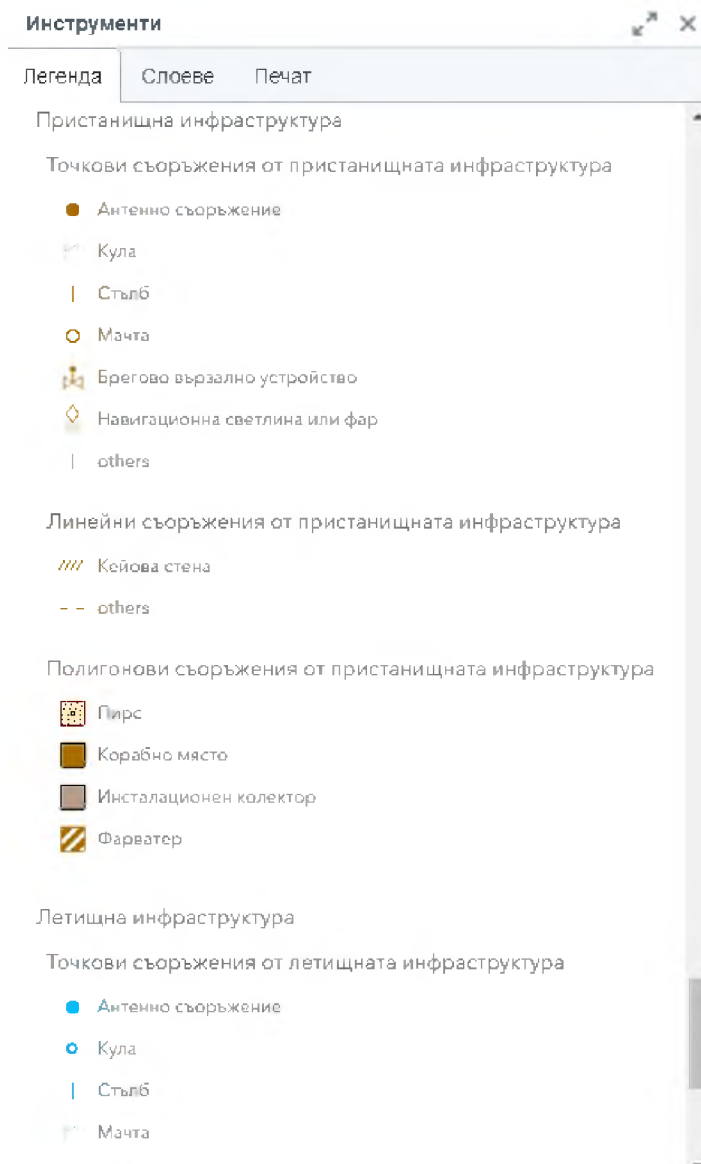 Инструменти
Легенда Слоеве Печат
Пристанищна инфраструктура
Точкови съоръжения от пристанищната инфраструктура
Антенно съоръжение
Кула
Стълб
Мачта
Брегово вързално устройство
Навигационна светлина или фар
others
Линейни съоръжения от пристанищната инфраструктура
Кейова стена
others
Полигонови съоръжения от пристанищната инфраструктура
Пирс
Корабно място
Инсталационен колектор
Фарватер
Летищна инфраструктура
Точкови съоръжения от летищната инфраструктура
Антенно съоръжение
Кула
Стълб
Мачта